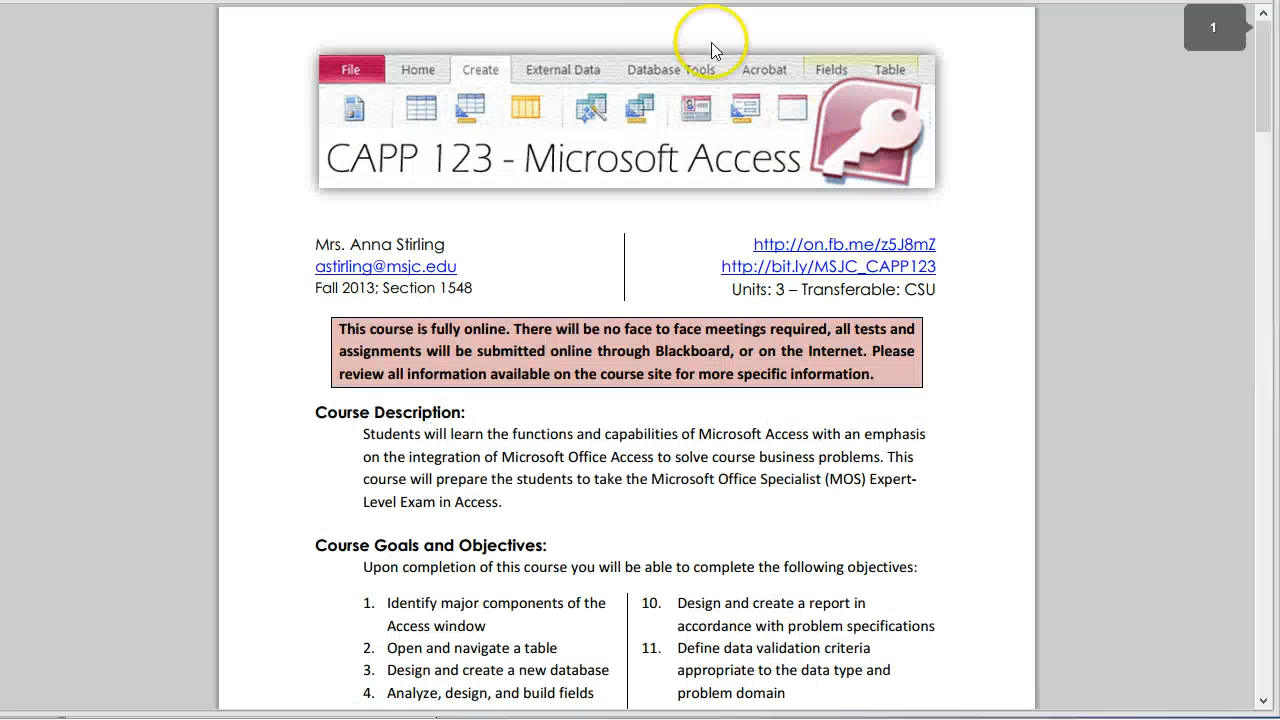 1
File Home Create External Data Database Tools Acrobat Fields Table
CAPP 123 - Microsoft Access
Mrs. Anna Stirling
astirling@msjc.edu
Fall 2013; Section 1548
http://on.fb.me/z5J8mZ
http://bit.ly/MSJC_CAPP123
Units: 3 – Transferable: CSU
This course is fully online. There will be no face to face meetings required, all tests and
assignments will be submitted online through Blackboard, or on the Internet. Please
review all information available on the course site for more specific information.
Course Description:
Students will learn the functions and capabilities of Microsoft Access with an emphasis
on the integration of Microsoft Office Access to solve course business problems. This
course will prepare the students to take the Microsoft Office Specialist (MOS) Expert-
Level Exam in Access.
Course Goals and Objectives:
Upon completion of this course you will be able to complete the following objectives:
1. Identify major components of the
Access window
2. Open and navigate a table
3. Design and create a new database
4. Analyze, design, and build fields
10. Design and create a report in
accordance with problem specifications
11. Define data validation criteria
appropriate to the data type and
problem domain